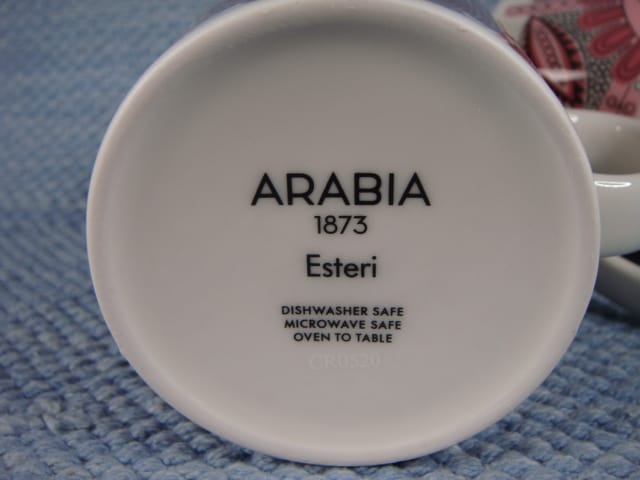 ARABIA
1873
Esteri
DISHWASHER SAFE
MICROWAVE SAFE
OVEN TO TABLE